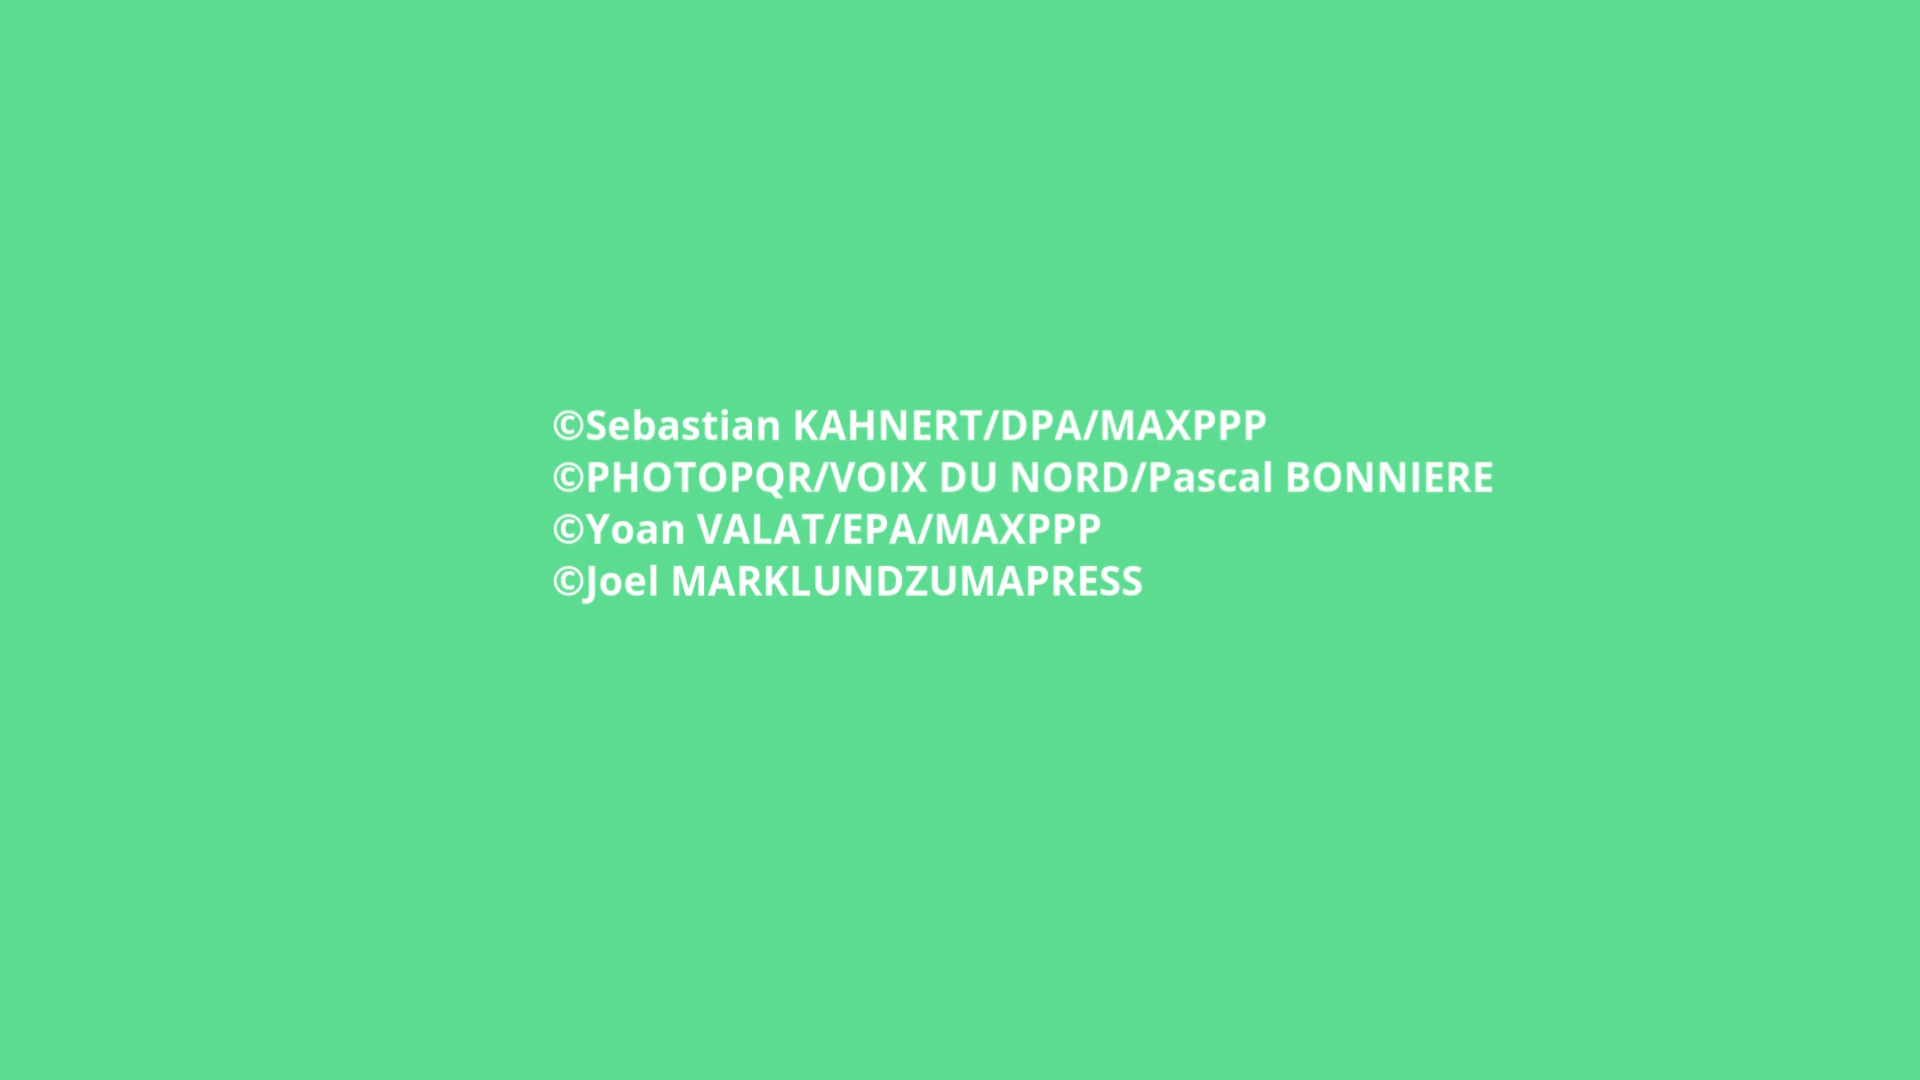 ©Sebastian KAHNERT/DPA/MAXPPP
©PHOTOPQR/VOIX DU NORD/Pascal BONNIERE
©Yoan VALAT/EPA/MAXPPP
©Joel MARKLUNDZUMAPRESS